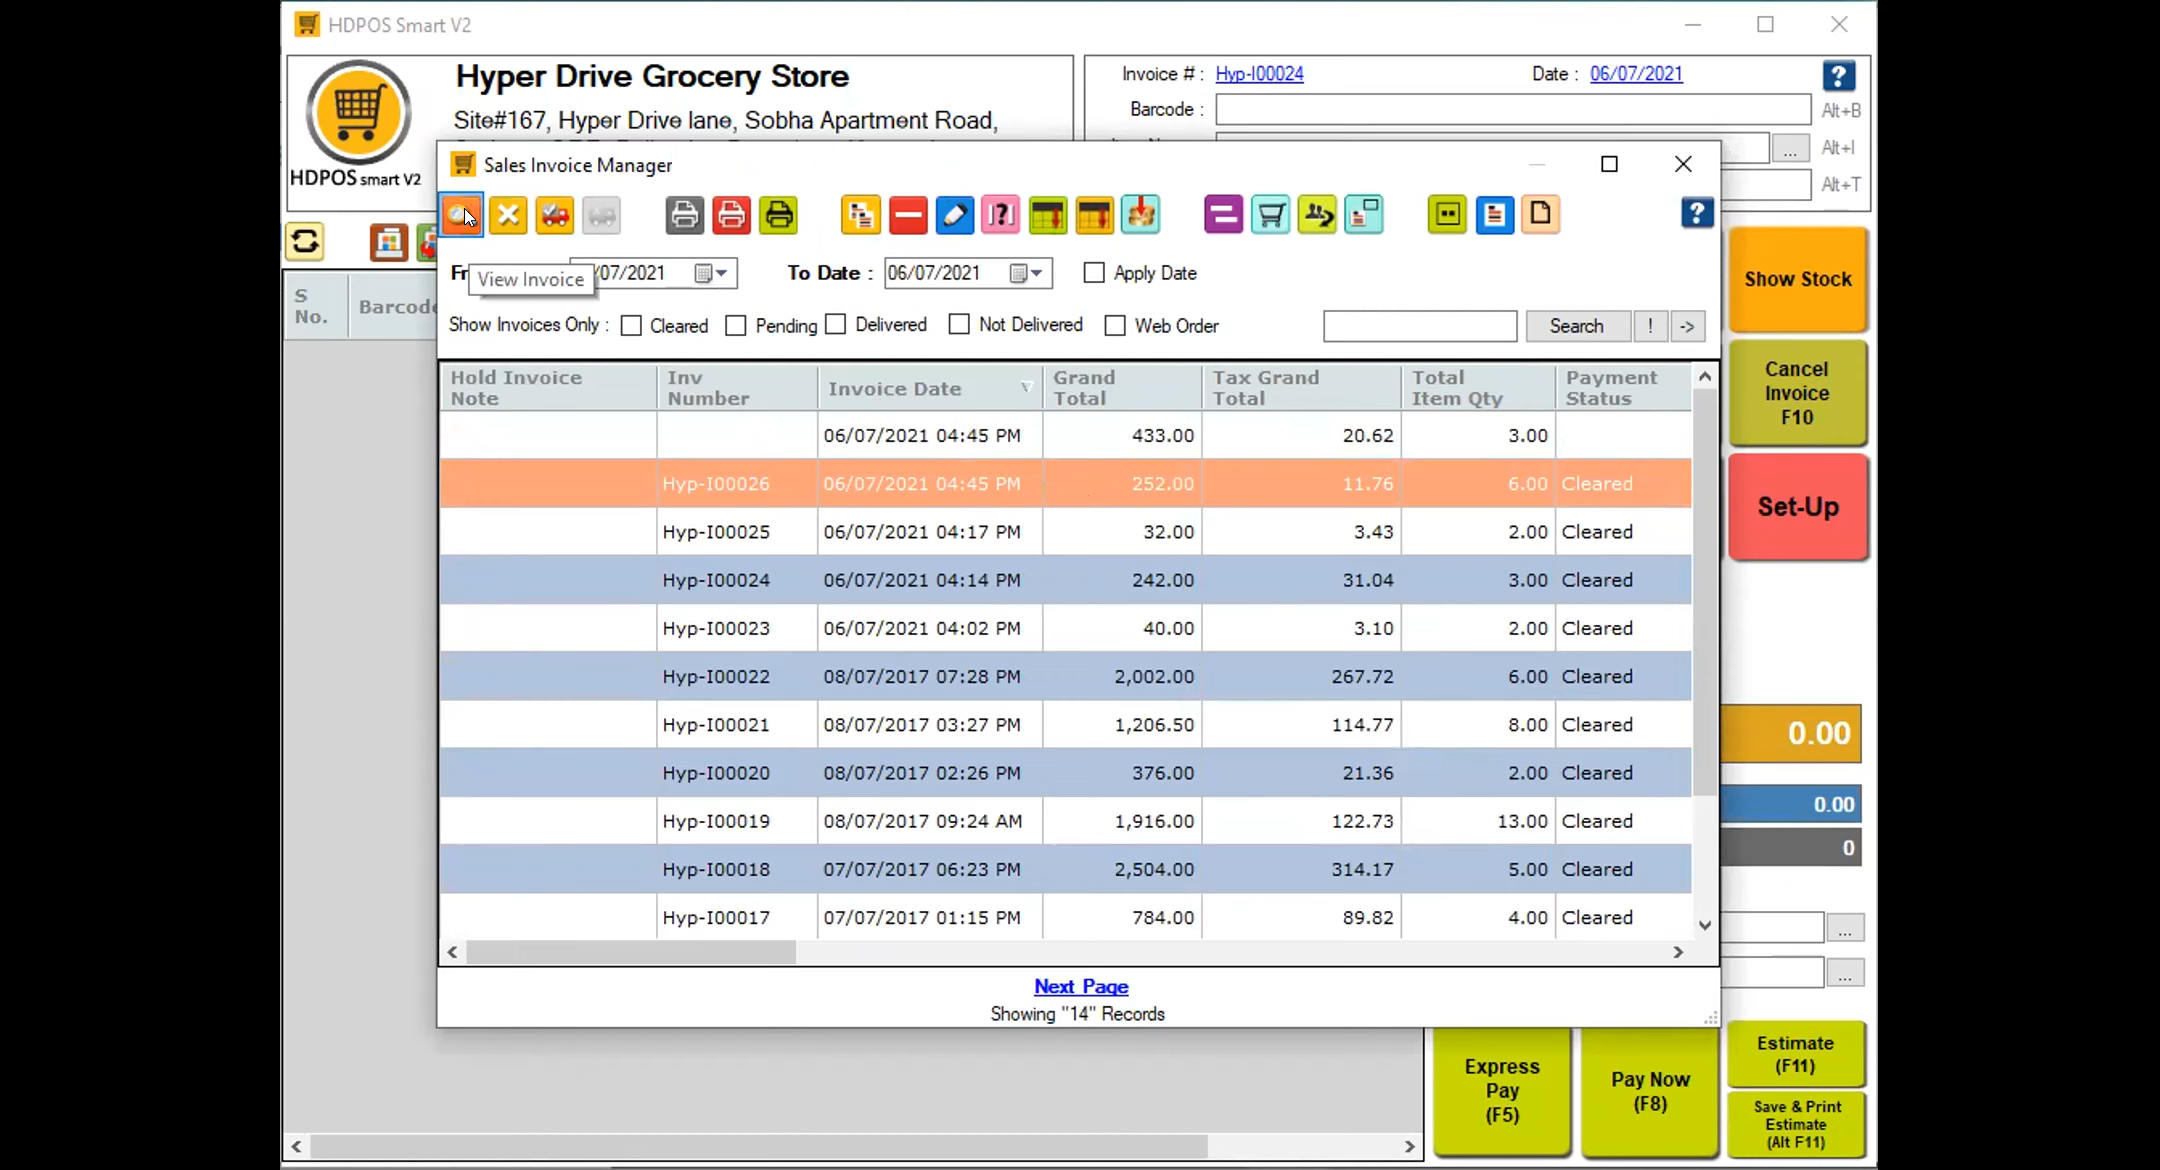 HDPOS Smart V2
Hyper Drive Grocery Store
Site#167, Hyper Drive lane, Sobha Apartment Road,
HDPOS smart V2
Invoice # : Hyp-I00024 Date : 06/07/2021
Barcode : Alt+B
... Alt+I
Alt+T
S No. Barcode
Sales Invoice Manager
Fr /07/2021 To Date : 06/07/2021 Apply Date
View Invoice
Show Invoices Only : Cleared Pending Delivered Not Delivered Web Order Search ! ->
Hold Invoice Note Inv Number Invoice Date Grand Total Tax Grand Total Total Item Qty Payment Status
06/07/2021 04:45 PM 433.00 20.62 3.00
Hyp-I00026 06/07/2021 04:45 PM 252.00 11.76 6.00 Cleared
Hyp-I00025 06/07/2021 04:17 PM 32.00 3.43 2.00 Cleared
Hyp-I00024 06/07/2021 04:14 PM 242.00 31.04 3.00 Cleared
Hyp-I00023 06/07/2021 04:02 PM 40.00 3.10 2.00 Cleared
Hyp-I00022 08/07/2017 07:28 PM 2,002.00 267.72 6.00 Cleared
Hyp-I00021 08/07/2017 03:27 PM 1,206.50 114.77 8.00 Cleared
Hyp-I00020 08/07/2017 02:26 PM 376.00 21.36 2.00 Cleared
Hyp-I00019 08/07/2017 09:24 AM 1,916.00 122.73 13.00 Cleared
Hyp-I00018 07/07/2017 06:23 PM 2,504.00 314.17 5.00 Cleared
Hyp-I00017 07/07/2017 01:15 PM 784.00 89.82 4.00 Cleared
Next Page
Showing "14" Records
Show Stock
Cancel
Invoice
F10
Set-Up
0.00
0.00
0
...
...
Express
Pay
(F5)
Pay Now
(F8)
Estimate
(F11)
Save & Print
Estimate
(Alt F11)